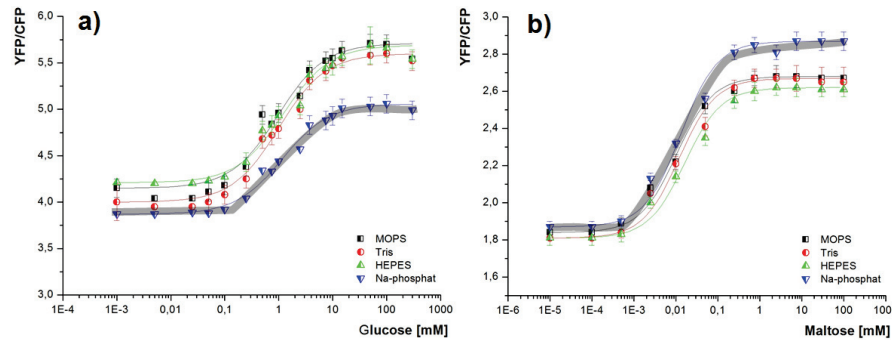 a)
YFP/CFP
6,0
5,5
5,0
4,5
4,0
3,5
3,0
MOPS
Tris
HEPES
Na-phosphat
1E-4 1E-3 0,01 0,1 1 10 100
Glucose [mM]
b)
YFP/CFP
3,0
2,8
2,6
2,4
2,2
2,0
1,8
1,6
MOPS
Tris
HEPES
Na-phosphat
1E-6 1E-5 1E-4 1E-3 0,01 0,1 1 10 100 1000
Maltose [mM]